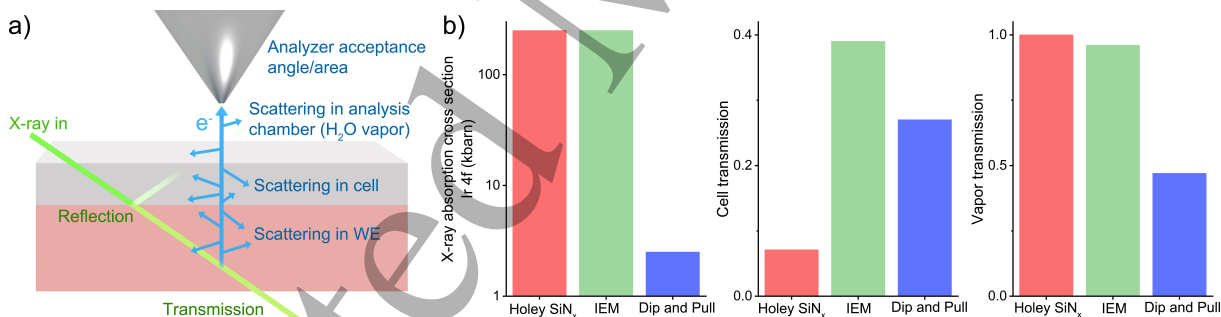 a)
Analyzer acceptance
angle/area
Scattering in analysis
chamber (H₂O vapor)
e⁻
X-ray in
Scattering in cell
Reflection
Scattering in WE
Transmission
b)
X-ray absorption cross section
Ir 4f (kbarn)
100
10
1
Holey SiNₓ
IEM
Dip and Pull
Cell transmission
0.4
0.2
0.0
Holey SiNₓ
IEM
Dip and Pull
Vapor transmission
1.0
0.5
0.0
Holey SiNₓ
IEM
Dip and Pull